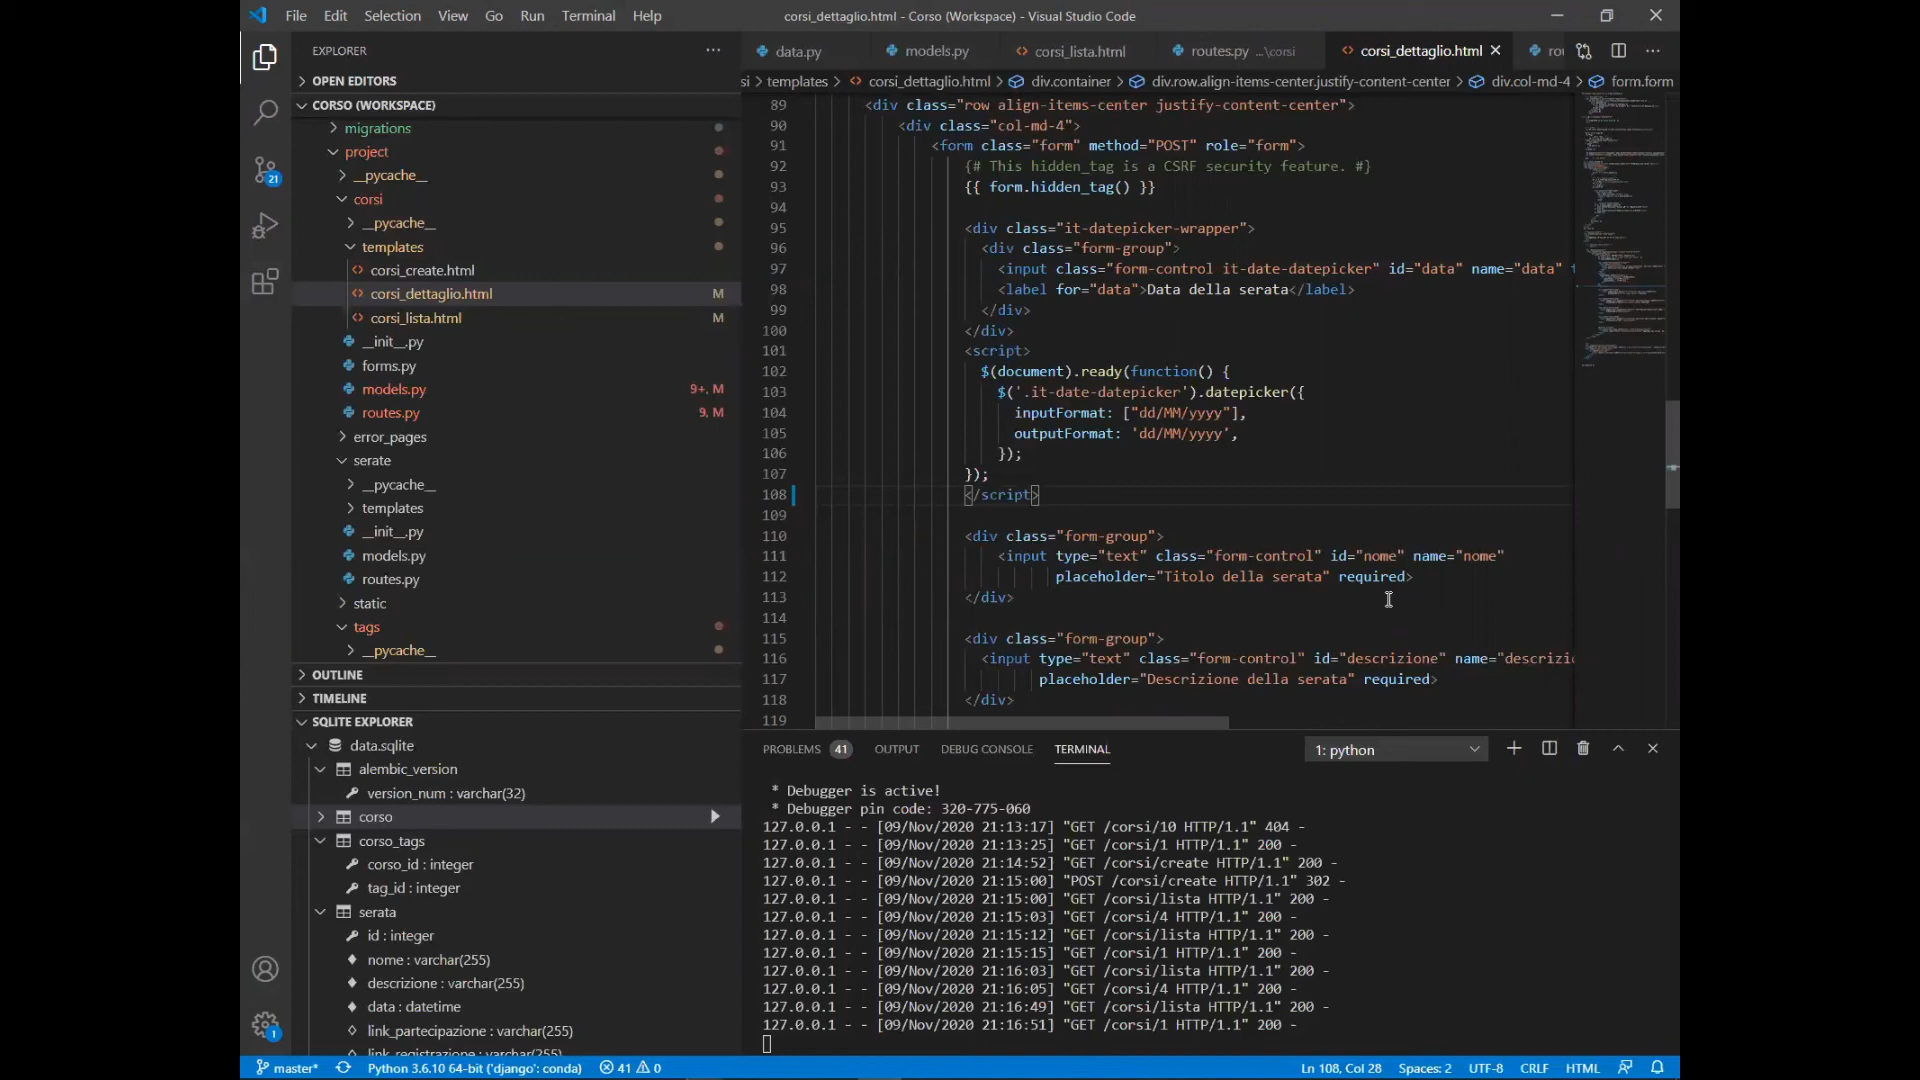 File Edit Selection View Go Run Terminal Help
corsi_dettaglio.html - Corso (Workspace) - Visual Studio Code
EXPLORER
OPEN EDITORS
CORSO (WORKSPACE)
migrations
project
__pycache__
corsi
__pycache__
templates
corsi_create.html
corsi_dettaglio.html M
corsi_lista.html M
__init__.py
forms.py
models.py 9+, M
routes.py 9, M
error_pages
serate
__pycache__
templates
__init__.py
models.py
routes.py
static
tags
__pycache__
OUTLINE
TIMELINE
SQLITE EXPLORER
data.sqlite
alembic_version
version_num : varchar(32)
corso
corso_tags
corso_id : integer
tag_id : integer
serata
id : integer
nome : varchar(255)
descrizione : varchar(255)
data : datetime
link_partecipazione : varchar(255)
link_registrazione : varchar(255)
21
1
data.py models.py corsi_lista.html routes.py ...\corsi corsi_dettaglio.html rou
si > templates > corsi_dettaglio.html > div.container > div.row.align-items-center.justify-content-center > div.col-md-4 > form.form
89 <div class="row align-items-center justify-content-center">
90 <div class="col-md-4">
91 <form class="form" method="POST" role="form">
92 {# This hidden_tag is a CSRF security feature. #}
93 {{ form.hidden_tag() }}
94
95 <div class="it-datepicker-wrapper">
96 <div class="form-group">
97 <input class="form-control it-date-datepicker" id="data" name="data" t
98 <label for="data">Data della serata</label>
99 </div>
100 </div>
101 <script>
102 $(document).ready(function() {
103 $('.it-date-datepicker').datepicker({
104 inputFormat: ["dd/MM/yyyy"],
105 outputFormat: 'dd/MM/yyyy',
106 });
107 });
108 </script>
109
110 <div class="form-group">
111 <input type="text" class="form-control" id="nome" name="nome"
112 placeholder="Titolo della serata" required>
113 </div>
114
115 <div class="form-group">
116 <input type="text" class="form-control" id="descrizione" name="descrizio
117 placeholder="Descrizione della serata" required>
118 </div>
119
PROBLEMS 41 OUTPUT DEBUG CONSOLE TERMINAL 1: python
* Debugger is active!
* Debugger pin code: 320-775-060
127.0.0.1 - - [09/Nov/2020 21:13:17] "GET /corsi/10 HTTP/1.1" 404 -
127.0.0.1 - - [09/Nov/2020 21:13:25] "GET /corsi/1 HTTP/1.1" 200 -
127.0.0.1 - - [09/Nov/2020 21:14:52] "GET /corsi/create HTTP/1.1" 200 -
127.0.0.1 - - [09/Nov/2020 21:15:00] "POST /corsi/create HTTP/1.1" 302 -
127.0.0.1 - - [09/Nov/2020 21:15:00] "GET /corsi/lista HTTP/1.1" 200 -
127.0.0.1 - - [09/Nov/2020 21:15:03] "GET /corsi/4 HTTP/1.1" 200 -
127.0.0.1 - - [09/Nov/2020 21:15:12] "GET /corsi/lista HTTP/1.1" 200 -
127.0.0.1 - - [09/Nov/2020 21:15:15] "GET /corsi/1 HTTP/1.1" 200 -
127.0.0.1 - - [09/Nov/2020 21:16:03] "GET /corsi/lista HTTP/1.1" 200 -
127.0.0.1 - - [09/Nov/2020 21:16:05] "GET /corsi/4 HTTP/1.1" 200 -
127.0.0.1 - - [09/Nov/2020 21:16:49] "GET /corsi/lista HTTP/1.1" 200 -
127.0.0.1 - - [09/Nov/2020 21:16:51] "GET /corsi/1 HTTP/1.1" 200 -
master* Python 3.6.10 64-bit ('django': conda) 41 0 Ln 108, Col 28 Spaces: 2 UTF-8 CRLF HTML